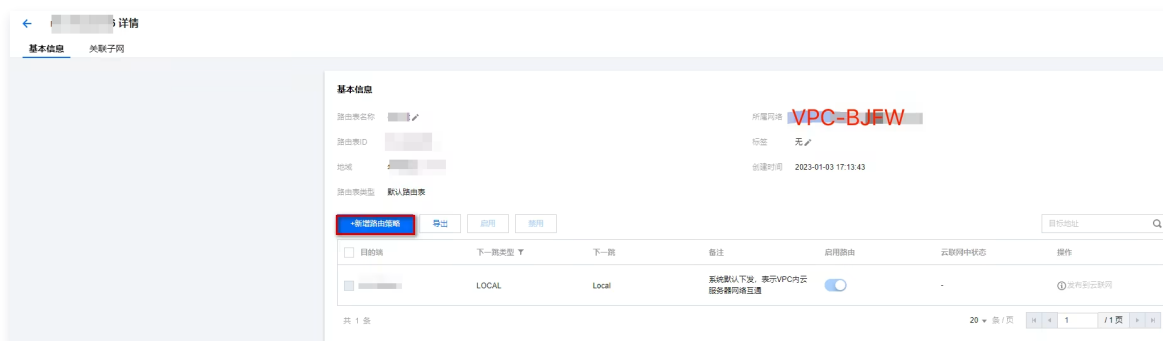 详情
基本信息 关联子网
基本信息
路由表名称
所属网络 VPC-BJFW
路由表ID
标签 无
地域
创建时间 2023-01-03 17:13:43
路由表类型 默认路由表
+新增路由策略 导出 启用 禁用 目标地址
目的端 下一跳类型 下一跳 备注 启用路由 云联网中状态 操作
LOCAL Local 系统默认下发，表示VPC内云
服务器网络互通 - 发布到云联网
共 1 条 20 条/页 1 /1页